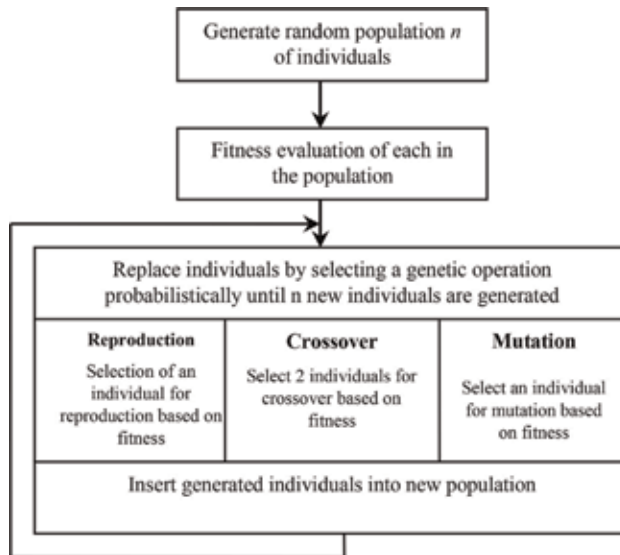 Generate random population n
of individuals
Fitness evaluation of each in
the population
Replace individuals by selecting a genetic operation
probabilistically until n new individuals are generated
Reproduction
Selection of an
individual for
reproduction based on
fitness
Crossover
Select 2 individuals for
crossover based on
fitness
Mutation
Select an individual
for mutation based
on fitness
Insert generated individuals into new population